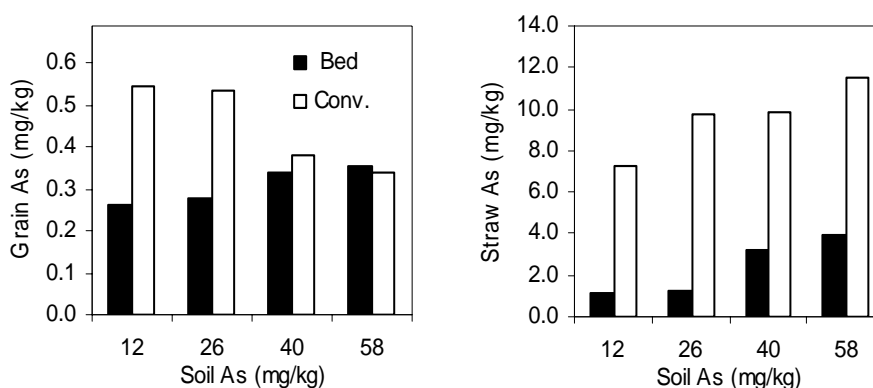 Grain As (mg/kg)
0.6
0.5
0.4
0.3
0.2
0.1
0.0
Bed
Conv.
12 26 40 58
Soil As (mg/kg)
Straw As (mg/kg)
14.0
12.0
10.0
8.0
6.0
4.0
2.0
0.0
12 26 40 58
Soil As (mg/kg)